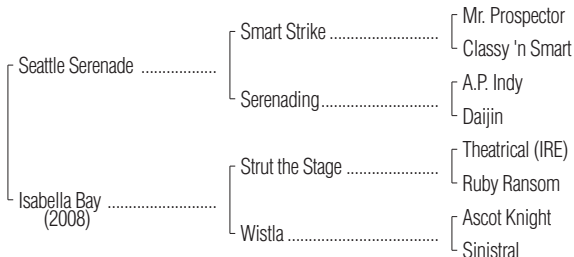 Mr. Prospector
Smart Strike ......................
Classy 'n Smart
Seattle Serenade ................
A.P. Indy
Serenading........................
Daijin
Theatrical (IRE)
Strut the Stage ...................
Ruby Ransom
Isabella Bay .......................
(2008)
Ascot Knight
Wistla ................................
Sinistral